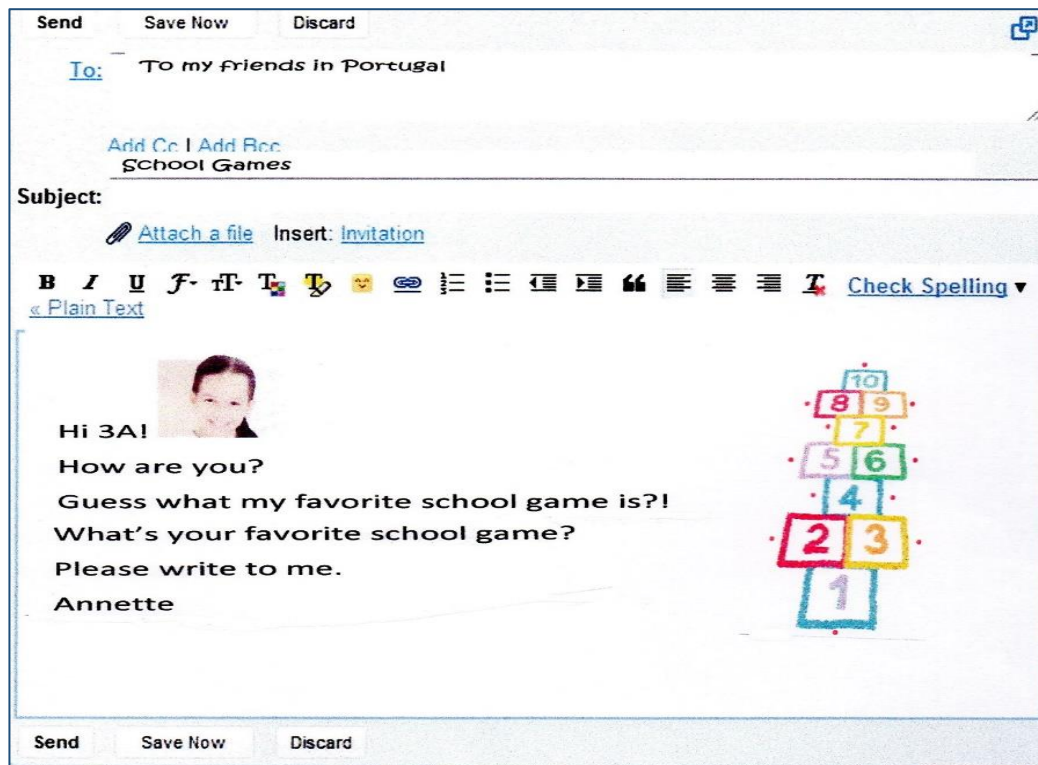 Send Save Now Discard
To: To my friends in Portugal
Add Cc | Add Bcc
School Games
Subject:
Attach a file Insert: Invitation
B I U F T Check Spelling ▼
« Plain Text
Hi 3A!
How are you?
Guess what my favorite school game is?!
What's your favorite school game?
Please write to me.
Annette
10
8 9
7
5 6
4
2 3
1
Send Save Now Discard